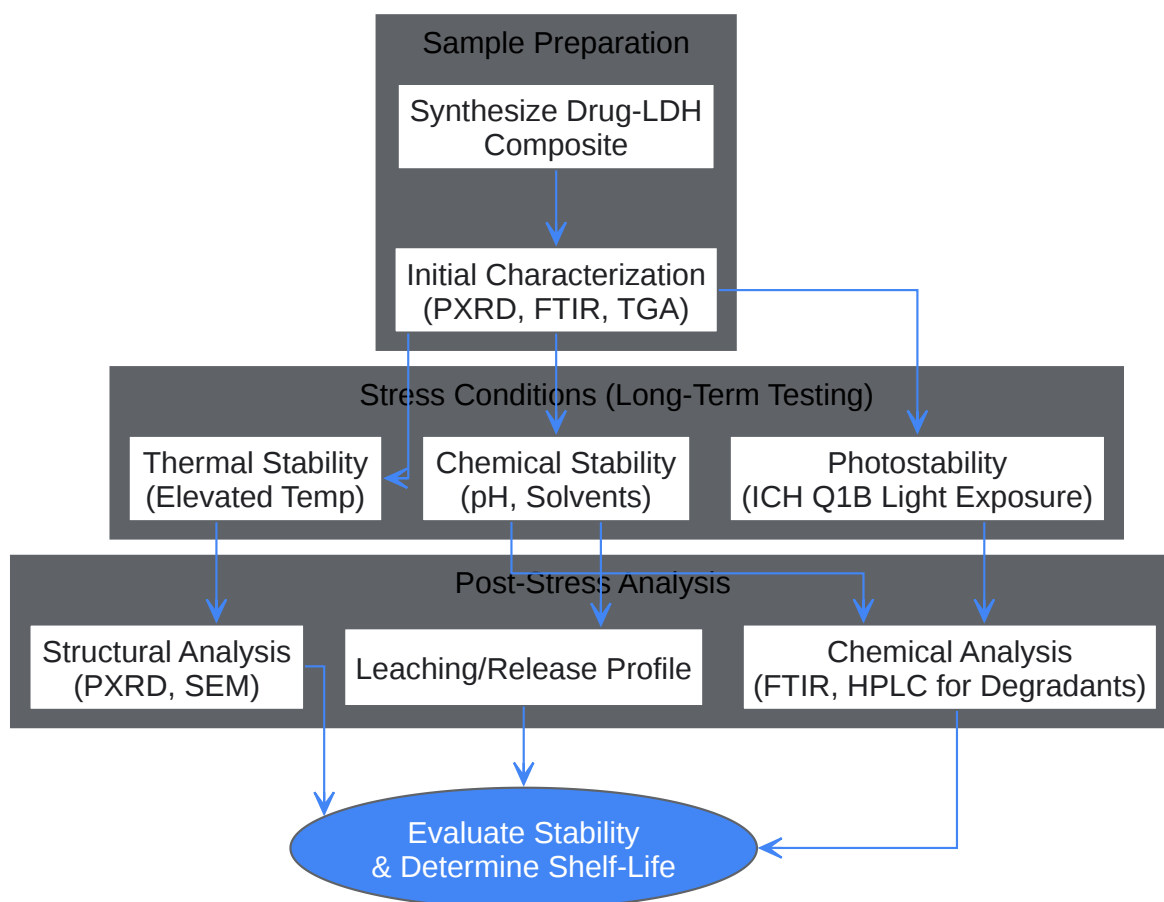 Sample Preparation
Synthesize Drug-LDH
Composite
Initial Characterization
(PXRD, FTIR, TGA)
Stress Conditions (Long-Term Testing)
Thermal Stability
(Elevated Temp)
Chemical Stability
(pH, Solvents)
Photostability
(ICH Q1B Light Exposure)
Post-Stress Analysis
Structural Analysis
(PXRD, SEM)
Leaching/Release Profile
Chemical Analysis
(FTIR, HPLC for Degradants)
Evaluate Stability
& Determine Shelf-Life